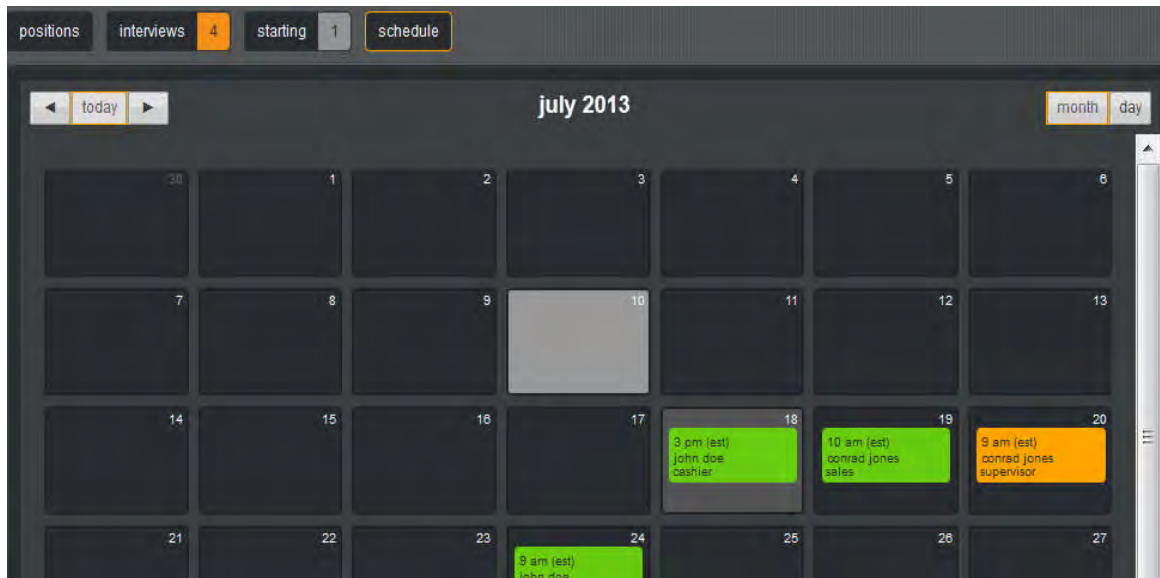 positions interviews 4 starting 1 schedule
◄ today ► july 2013 month day
30 1 2 3 4 5 6
7 8 9 10 11 12 13
14 15 16 17 18 19 20
3 pm (est) 10 am (est) 9 am (est)
john doe conrad jones conrad jones
cashier sales supervisor
21 22 23 24 25 26 27
9 am (est)
john doe